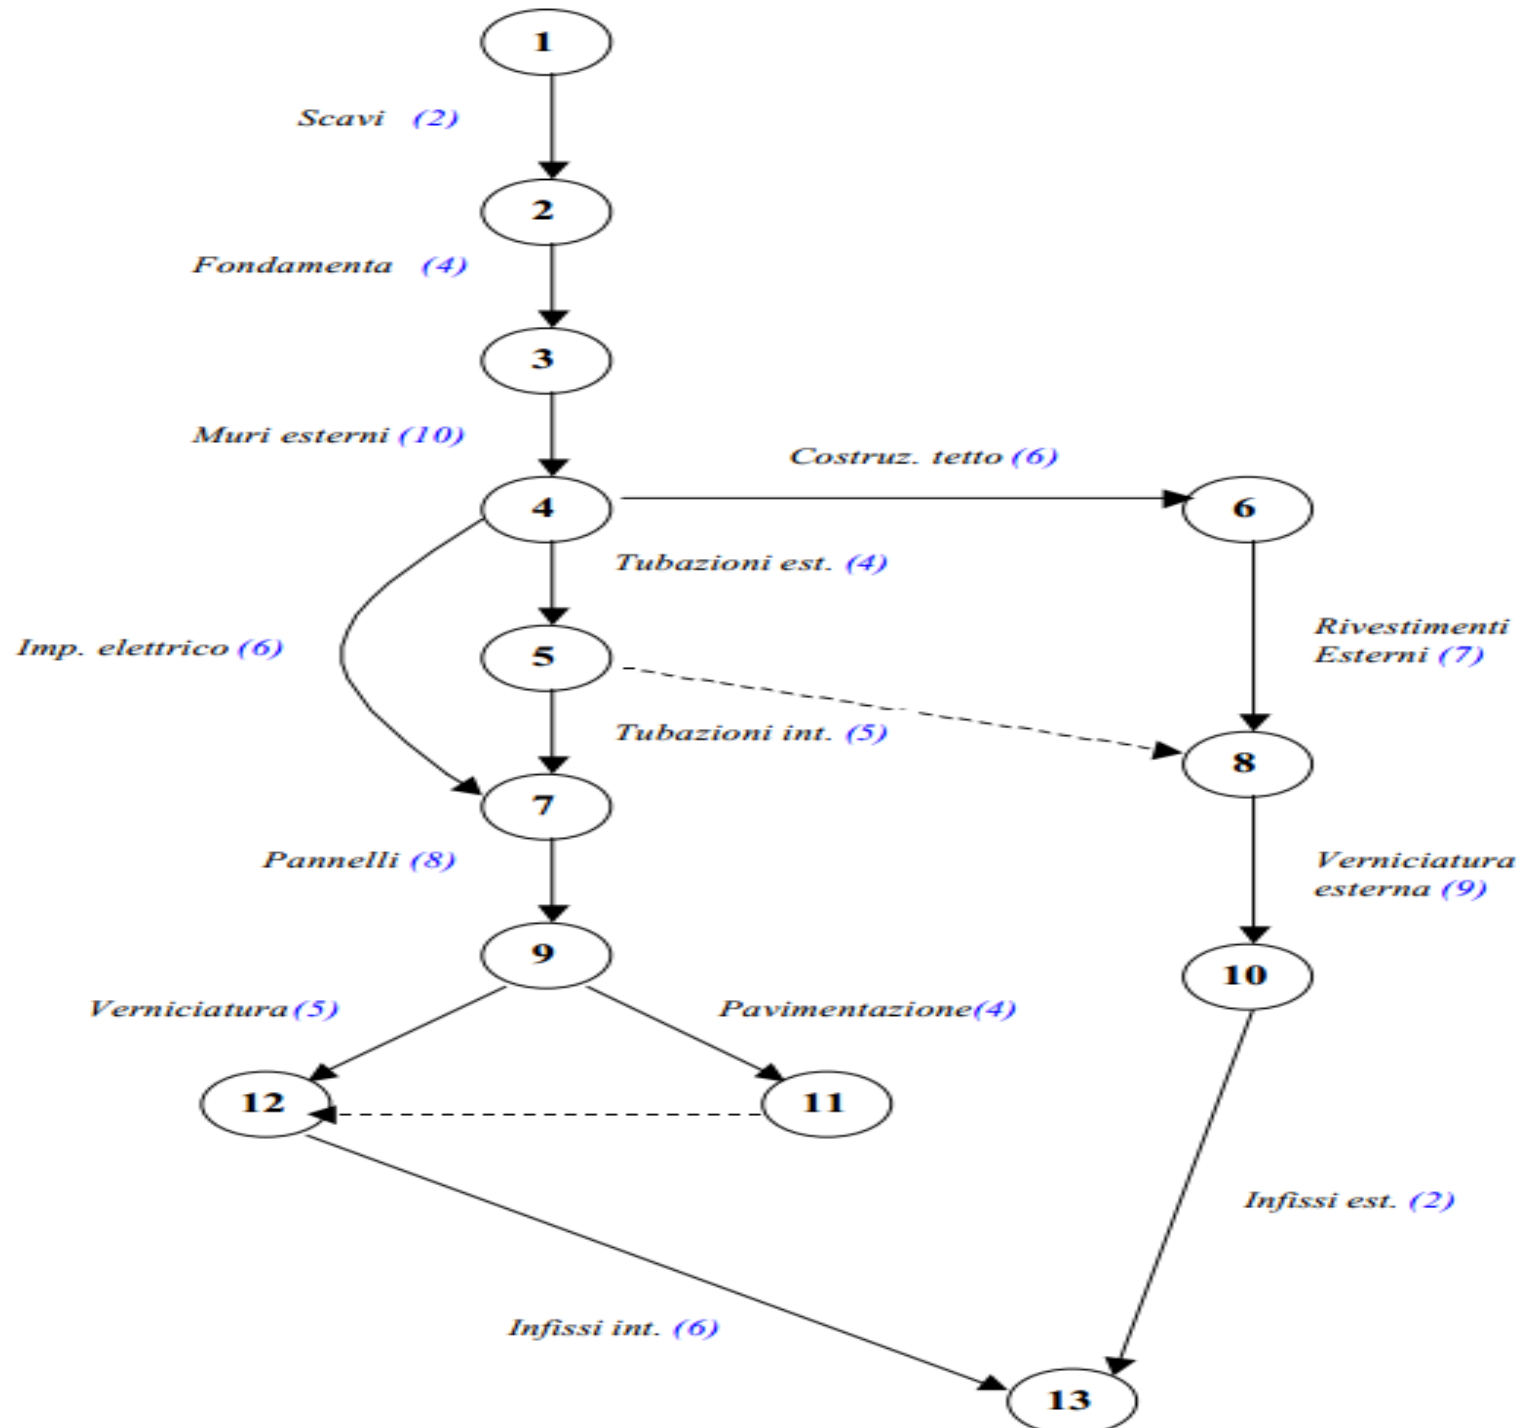 1
Scavi (2)
2
Fondamenta (4)
3
Muri esterni (10)
Costruz. tetto (6)
4
6
Tubazioni est. (4)
Imp. elettrico (6)
5
Rivestimenti
Esterni (7)
Tubazioni int. (5)
8
7
Pannelli (8)
Verniciatura
esterna (9)
9
10
Verniciatura (5)
Pavimentazione(4)
12
11
Infissi est. (2)
Infissi int. (6)
13